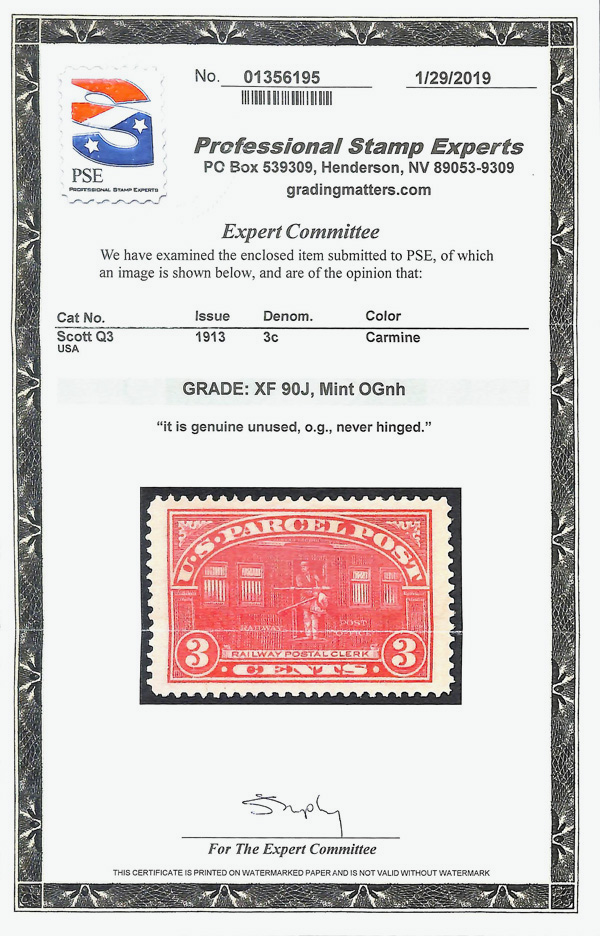 No. 01356195
1/29/2019
PSE
PROFESSIONAL STAMP EXPERTS
Professional Stamp Experts
PO Box 539309, Henderson, NV 89053-9309
gradingmatters.com
Expert Committee
We have examined the enclosed item submitted to PSE, of which
an image is shown below, and are of the opinion that:
Cat No. Issue Denom. Color
Scott Q3 1913 3c Carmine
USA
GRADE: XF 90J, Mint OGnh
“it is genuine unused, o.g., never hinged.”
U.S. PARCEL POST
RAILWAY POST
OFFICE
3 RAILWAY POSTAL CLERK 3
CENTS
For The Expert Committee
THIS CERTIFICATE IS PRINTED ON WATERMARKED PAPER AND IS NOT VALID WITHOUT WATERMARK